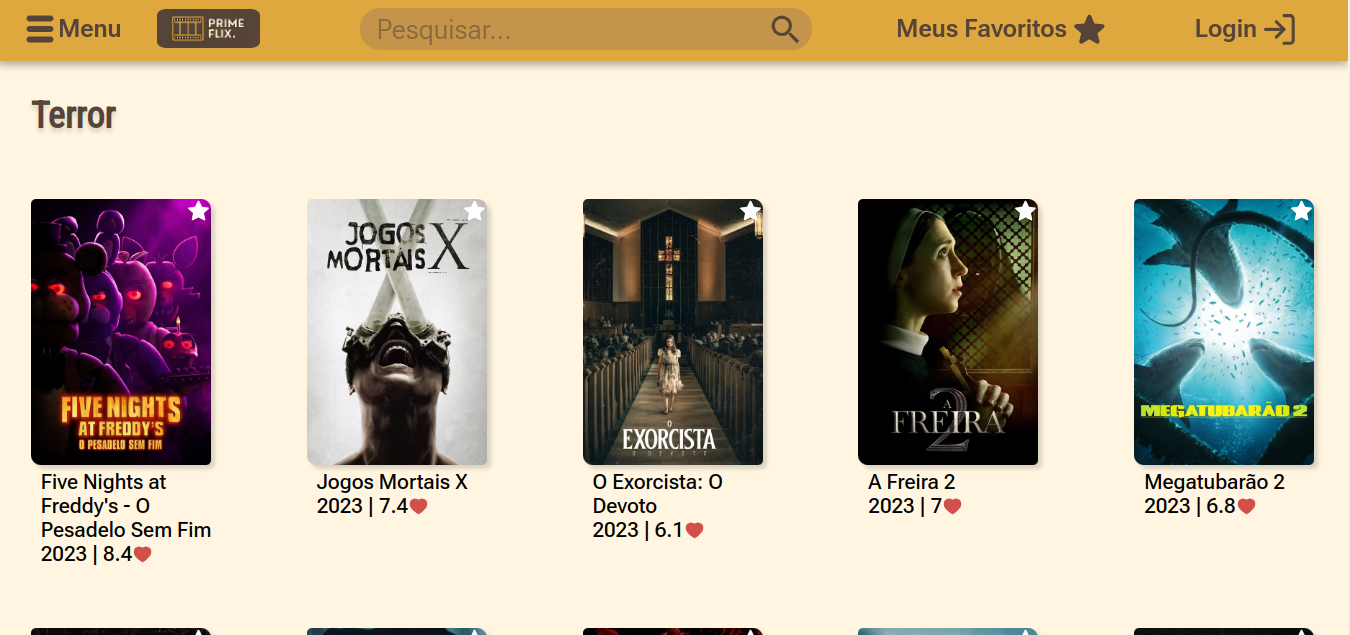 Menu
PRIME
FLIX.
Pesquisar...
Meus Favoritos
Login
Terror
FIVE NIGHTS
AT FREDDY'S
O PESADELO SEM FIM
JOGOS
MORTAIS X
O
EXORCISTA
O DEVOTO
A
FREIRA
2
MEGATUBARÃO 2
Five Nights at
Freddy's - O
Pesadelo Sem Fim
2023 | 8.4
Jogos Mortais X
2023 | 7.4
O Exorcista: O
Devoto
2023 | 6.1
A Freira 2
2023 | 7
Megatubarão 2
2023 | 6.8